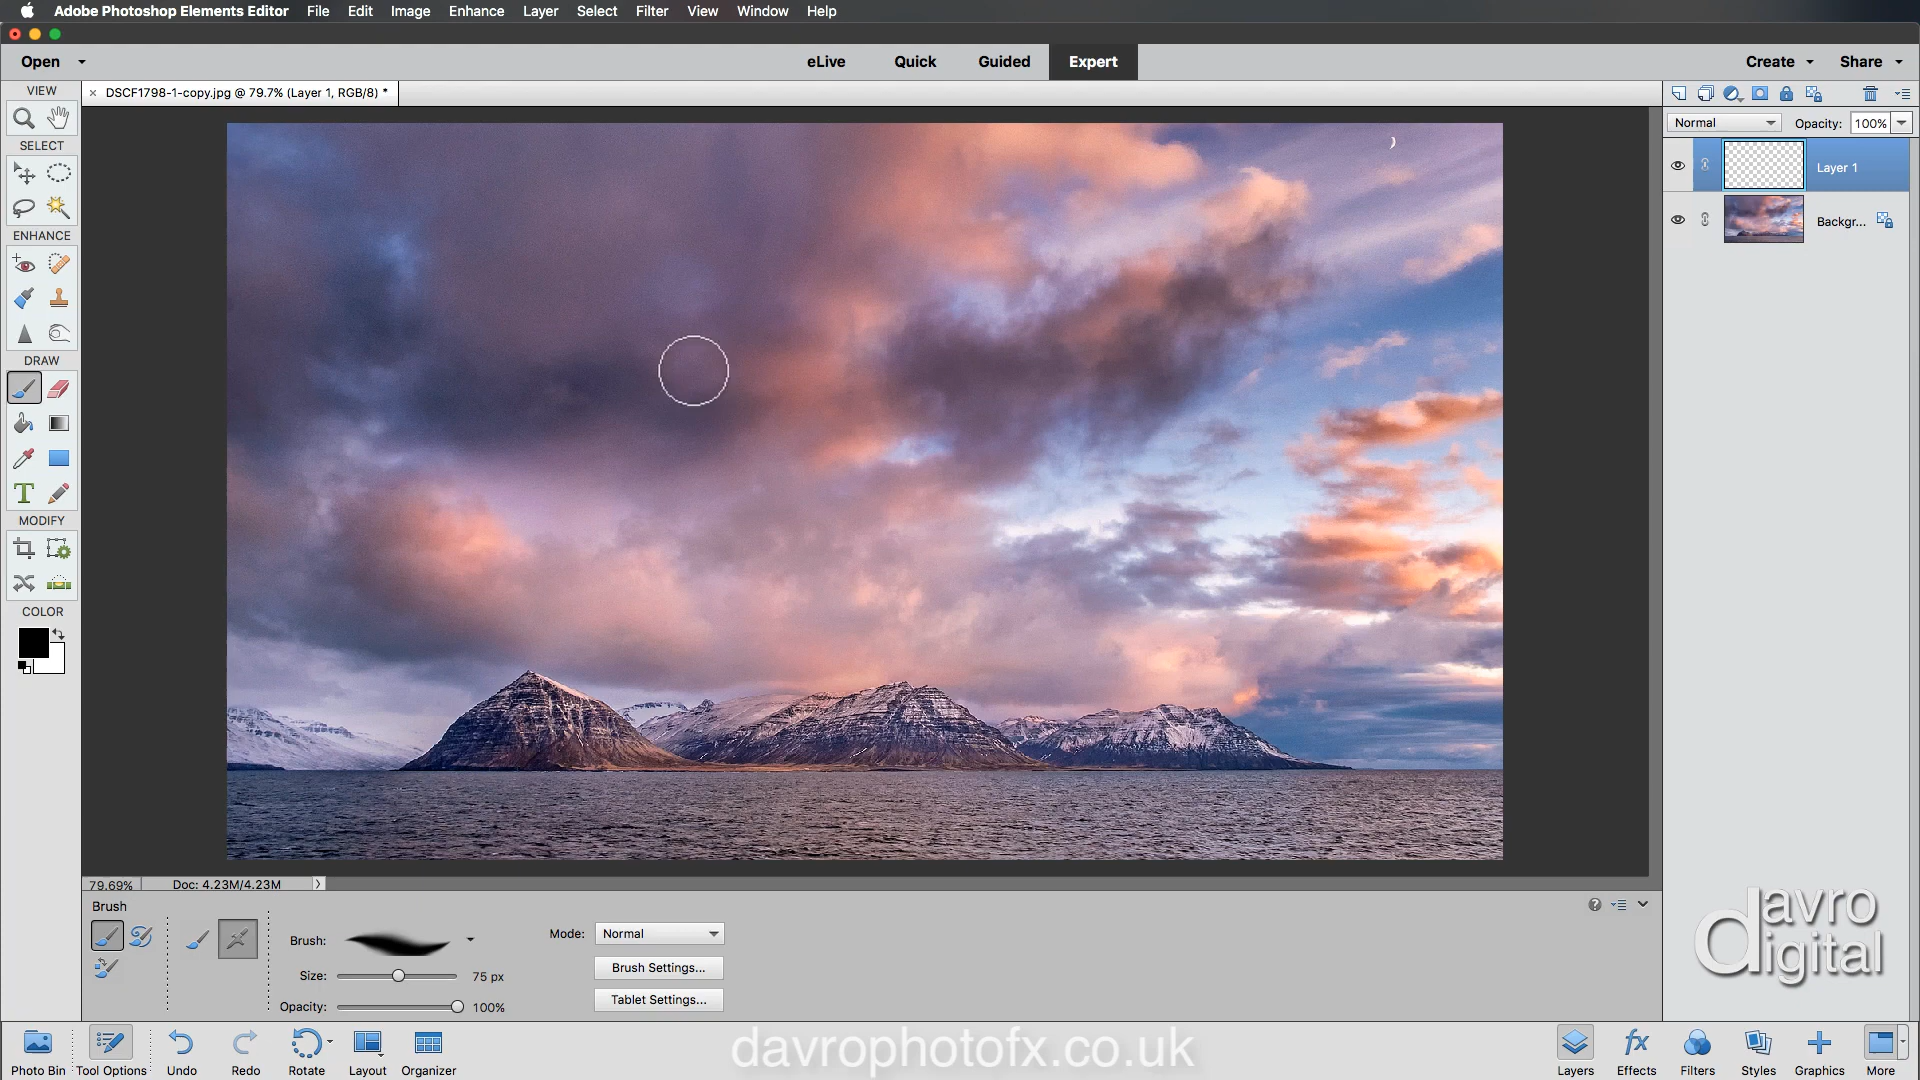 Adobe Photoshop Elements Editor File Edit Image Enhance Layer Select Filter View Window Help
Open eLive Quick Guided Expert Create Share
VIEW
× DSCF1798-1-copy.jpg @ 79.7% (Layer 1, RGB/8) *
Normal Opacity: 100%
SELECT
Layer 1
Backgr...
ENHANCE
DRAW
T
MODIFY
COLOR
79.69% Doc: 4.23M/4.23M
Brush
Brush:
Mode: Normal
Size: 75 px
Brush Settings...
Opacity: 100%
Tablet Settings...
davro
digital
davrophotofx.co.uk
Photo Bin Tool Options Undo Redo Rotate Layout Organizer
fx
Layers Effects Filters Styles Graphics More